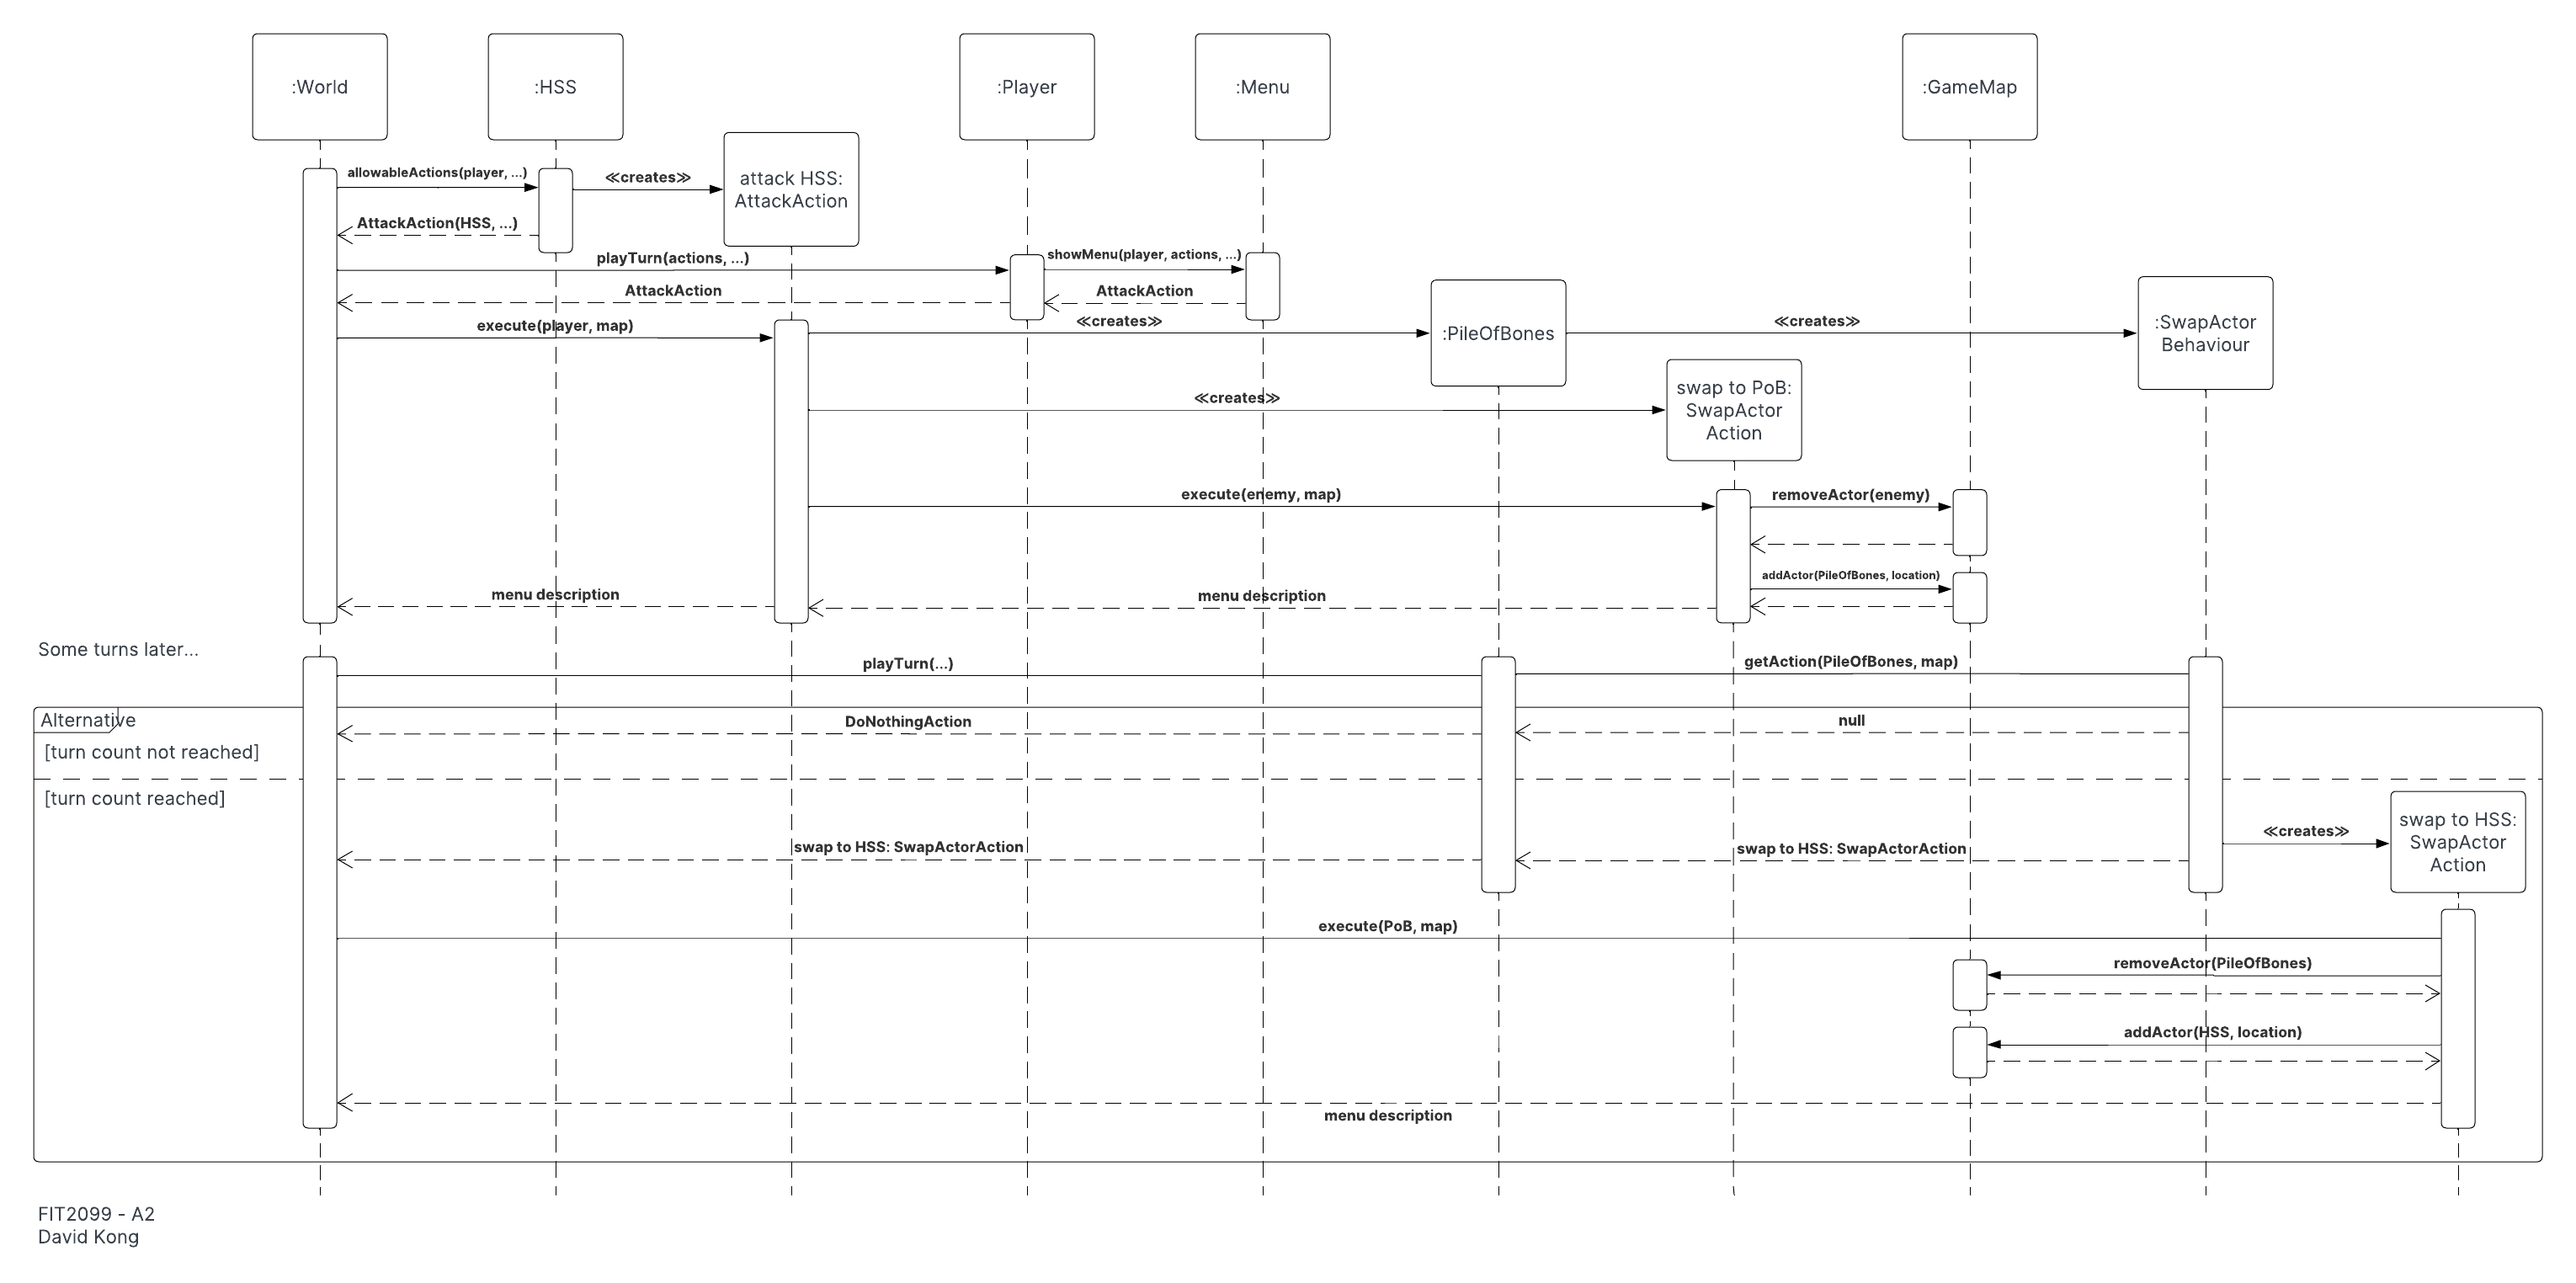 :World
:HSS
:Player
:Menu
:GameMap
attack HSS:
AttackAction
allowableActions(player, ...)
≪creates≫
AttackAction(HSS, ...)
playTurn(actions, ...)
showMenu(player, actions, ...)
AttackAction
AttackAction
execute(player, map)
≪creates≫
:PileOfBones
≪creates≫
:SwapActor
Behaviour
≪creates≫
swap to PoB:
SwapActor
Action
execute(enemy, map)
removeActor(enemy)
addActor(PileOfBones, location)
menu description
menu description
Some turns later...
playTurn(...)
getAction(PileOfBones, map)
Alternative
DoNothingAction
null
[turn count not reached]
[turn count reached]
≪creates≫
swap to HSS:
SwapActor
Action
swap to HSS: SwapActorAction
swap to HSS: SwapActorAction
execute(PoB, map)
removeActor(PileOfBones)
addActor(HSS, location)
menu description
FIT2099 - A2
David Kong